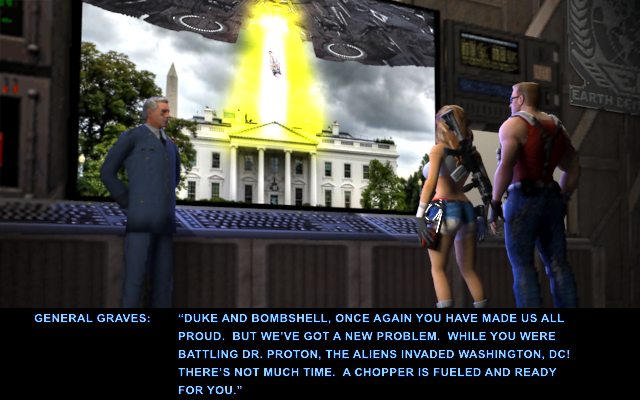 EARTH DE
GENERAL GRAVES: "DUKE AND BOMBSHELL, ONCE AGAIN YOU HAVE MADE US ALL
PROUD. BUT WE'VE GOT A NEW PROBLEM. WHILE YOU WERE
BATTLING DR. PROTON, THE ALIENS INVADED WASHINGTON, DC!
THERE'S NOT MUCH TIME. A CHOPPER IS FUELED AND READY
FOR YOU."